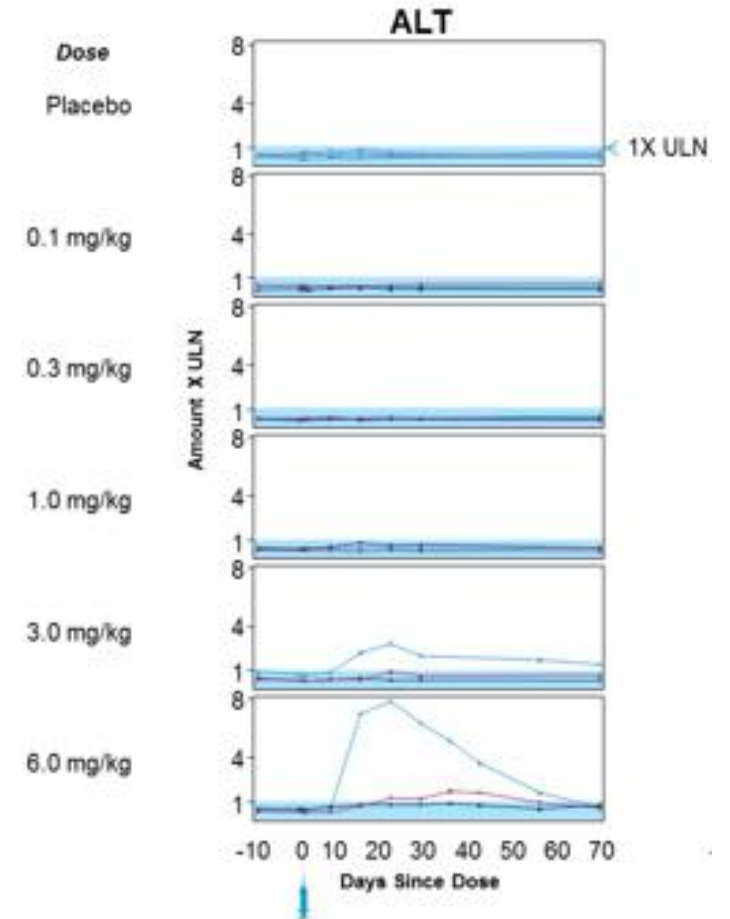 ALT
Dose
Placebo
8
4
1
1X ULN
0.1 mg/kg
8
4
1
0.3 mg/kg
8
4
1
Amount X ULN
1.0 mg/kg
8
4
1
3.0 mg/kg
8
4
1
6.0 mg/kg
8
4
1
-10 0 10 20 30 40 50 60 70
Days Since Dose